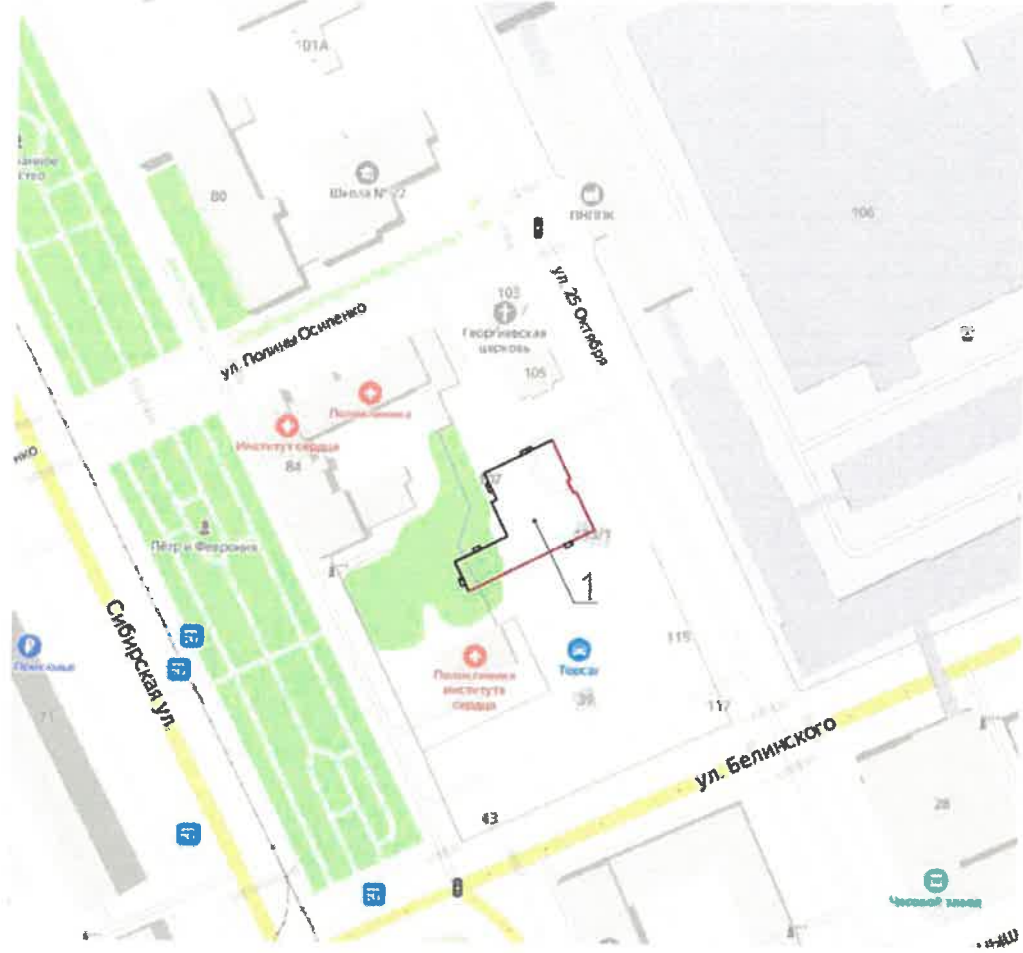 101А
80
Школа № 22
ПНППК
106
ул. 25 Октября
103
Георгиевская
церковь
105
ул. Полины Осипенко
Поликлиника
Институт сердца
84
107
Пётр и Феврония
1
Сибирская ул.
115
Поликлиника
института
сердца
Торсаг
39
71
117
ул. Белинского
43
28
Часовой завод